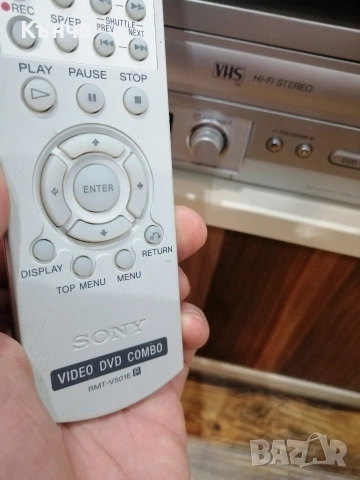 Кънчо
REC
SP/EP
SHUTTLE
PREV
NEXT
PLAY
PAUSE
STOP
ENTER
DISPLAY
TOP MENU
MENU
RETURN
SONY
VIDEO DVD COMBO
RMT-V501E R
VHS
HI-FI STEREO
BAZAR